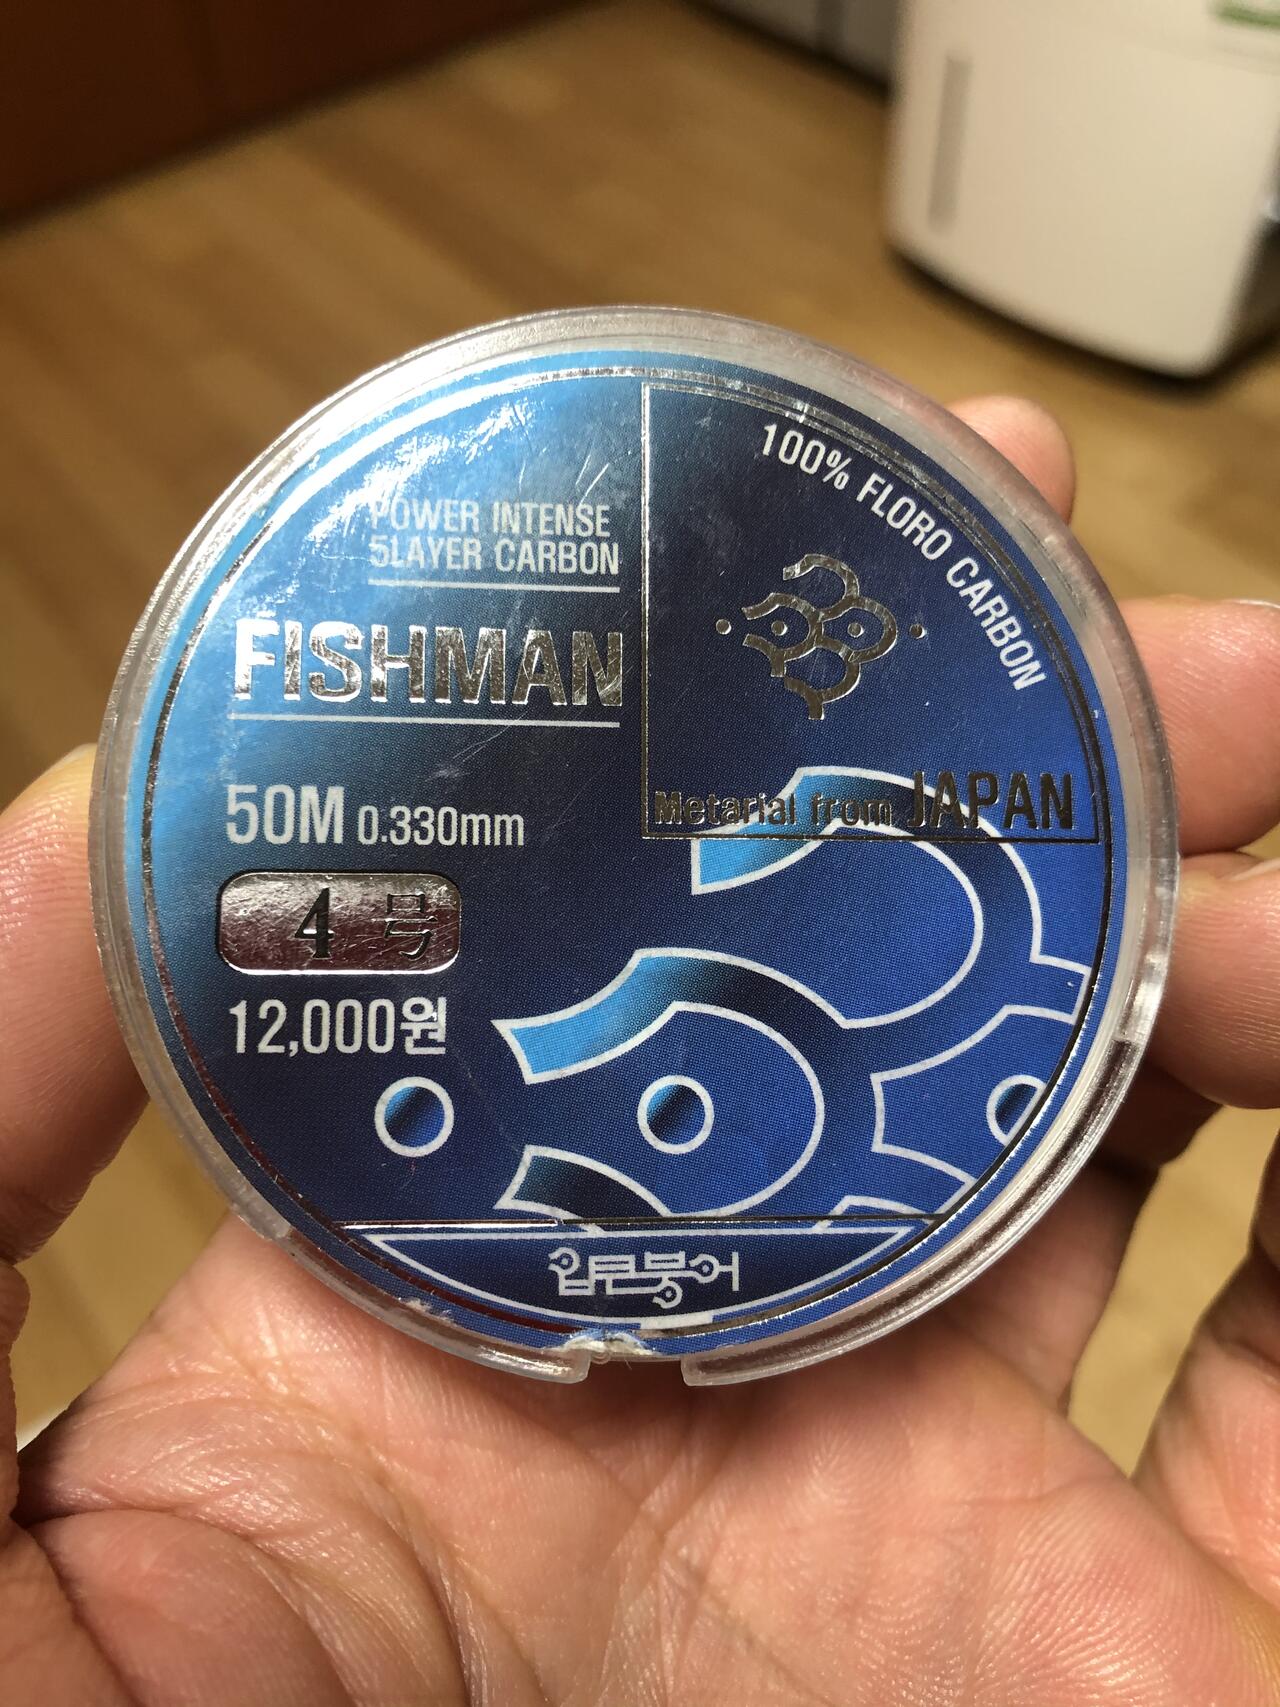 POWER INTENSE
5LAYER CARBON
FISHMAN
50M 0.330mm
4 号
12,000원
100% FLORO CARBON
Metarial from JAPAN
입큰붕어